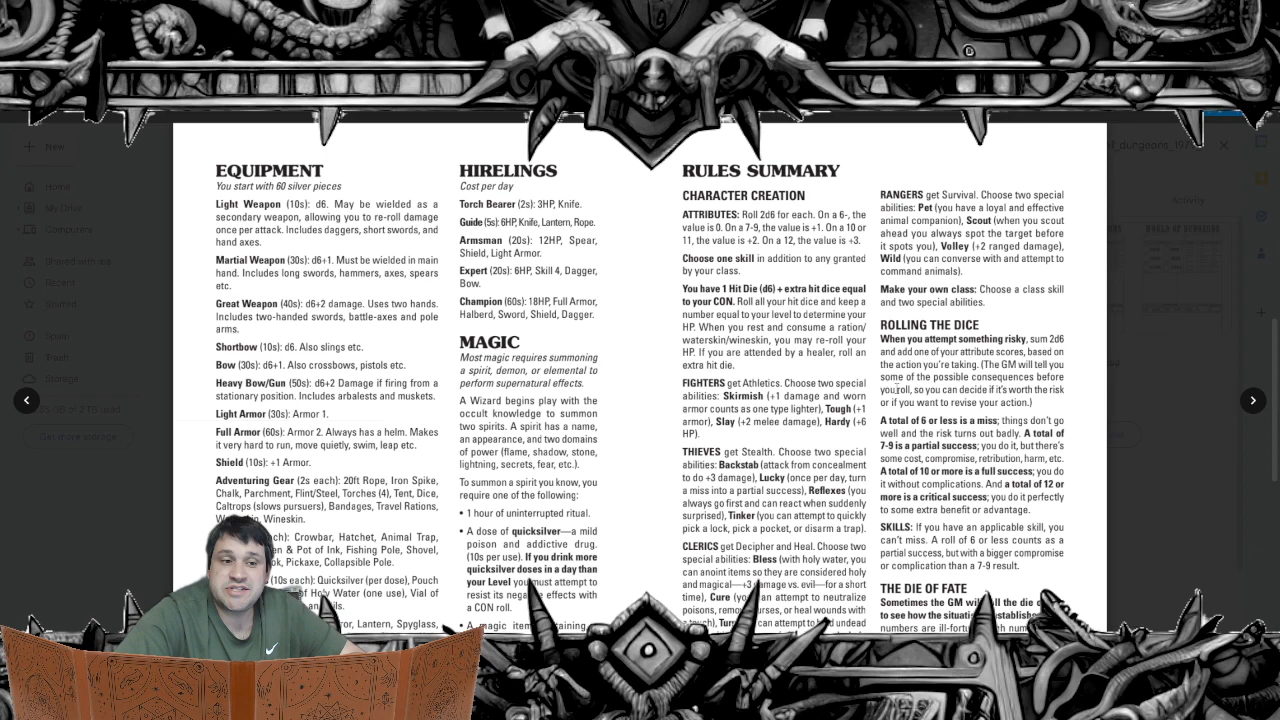 EQUIPMENT
You start with 60 silver pieces
Light Weapon (10s): d6. May be wielded as a
secondary weapon, allowing you to re-roll damage
once per attack. Includes daggers, short swords, and
hand axes.
Martial Weapon (30s): d6+1. Must be wielded in main
hand. Includes long swords, hammers, axes, spears
etc.
Great Weapon (40s): d6+2 damage. Uses two hands.
Includes two-handed swords, battle-axes and pole
arms.
Shortbow (10s): d6. Also slings etc.
Bow (30s): d6+1. Also crossbows, pistols etc.
Heavy Bow/Gun (50s): d6+2 Damage if firing from a
stationary position. Includes arbalests and muskets.
Light Armor (30s): Armor 1.
Full Armor (60s): Armor 2. Always has a helm. Makes
it very hard to run, move quietly, swim, leap etc.
Shield (10s): +1 Armor.
Adventuring Gear (2s each): 20ft Rope, Iron Spike,
Chalk, Parchment, Flint/Steel, Torches (4), Tent, Dice,
Caltrops (slows pursuers), Bandages, Travel Rations,
Wineskin.
each): Crowbar, Hatchet, Animal Trap,
& Pot of Ink, Fishing Pole, Shovel,
Pickaxe, Collapsible Pole.
(10s each): Quicksilver (per dose), Pouch
of Holy Water (one use), Vial of
Lantern, Spyglass,
HIRELINGS
Cost per day
Torch Bearer (2s): 3HP, Knife.
Guide (5s): 6HP, Knife, Lantern, Rope.
Armsman (20s): 12HP, Spear,
Shield, Light Armor.
Expert (20s): 6HP, Skill 4, Dagger,
Bow.
Champion (60s): 18HP, Full Armor,
Halberd, Sword, Shield, Dagger.
MAGIC
Most magic requires summoning
a spirit, demon, or elemental to
perform supernatural effects.
A Wizard begins play with the
occult knowledge to summon
two spirits. A spirit has a name,
an appearance, and two domains
of power (flame, shadow, stone,
lightning, secrets, fear, etc.).
To summon a spirit you know, you
require one of the following:
• 1 hour of uninterrupted ritual.
• A dose of quicksilver—a mild
poison and addictive drug.
(10s per use). If you drink more
quicksilver doses in a day than
your Level you must attempt to
resist its negative effects with
a CON roll.
• A magic item
RULES SUMMARY
CHARACTER CREATION
ATTRIBUTES: Roll 2d6 for each. On a 6-, the
value is 0. On a 7-9, the value is +1. On a 10 or
11, the value is +2. On a 12, the value is +3.
Choose one skill in addition to any granted
by your class.
You have 1 Hit Die (d6) + extra hit dice equal
to your CON. Roll all your hit dice and keep a
number equal to your level to determine your
HP. When you rest and consume a ration/
waterskin/wineskin, you may re-roll your
HP. If you are attended by a healer, roll an
extra hit die.
FIGHTERS get Athletics. Choose two special
abilities: Skirmish (+1 damage and worn
armor counts as one type lighter), Tough (+1
armor), Slay (+2 melee damage), Hardy (+6
HP).
THIEVES get Stealth. Choose two special
abilities: Backstab (attack from concealment
to do +3 damage), Lucky (once per day, turn
a miss into a partial success), Reflexes (you
always go first and can react when suddenly
surprised), Tinker (you can attempt to quickly
pick a lock, pick a pocket, or disarm a trap).
CLERICS get Decipher and Heal. Choose two
special abilities: Bless (with holy water, you
can anoint items so they are considered holy
and magical—+3 damage vs. evil—for a short
time), Cure (you can attempt to neutralize
poisons, remove curses, or heal wounds with
can attempt to undead
RANGERS get Survival. Choose two special
abilities: Pet (you have a loyal and effective
animal companion), Scout (when you scout
ahead you always spot the target before
it spots you), Volley (+2 ranged damage),
Wild (you can converse with and attempt to
command animals).
Make your own class: Choose a class skill
and two special abilities.
ROLLING THE DICE
When you attempt something risky, sum 2d6
and add one of your attribute scores, based on
the action you're taking. (The GM will tell you
some of the possible consequences before
you roll, so you can decide if it's worth the risk
or if you want to revise your action.)
A total of 6 or less is a miss; things don't go
well and the risk turns out badly. A total of
7-9 is a partial success; you do it, but there's
some cost, compromise, retribution, harm, etc.
A total of 10 or more is a full success; you do
it without complications. And a total of 12 or
more is a critical success; you do it perfectly
to some extra benefit or advantage.
SKILLS: If you have an applicable skill, you
can't miss. A roll of 6 or less counts as a
partial success, but with a bigger compromise
or complication than a 7-9 result.
THE DIE OF FATE
Sometimes the GM will the die
to see how the
numbers are
New
Home
My Drive
Computers
Shared with me
Recent
Starred
Spam
Trash
Storage
Get more storage
Activity